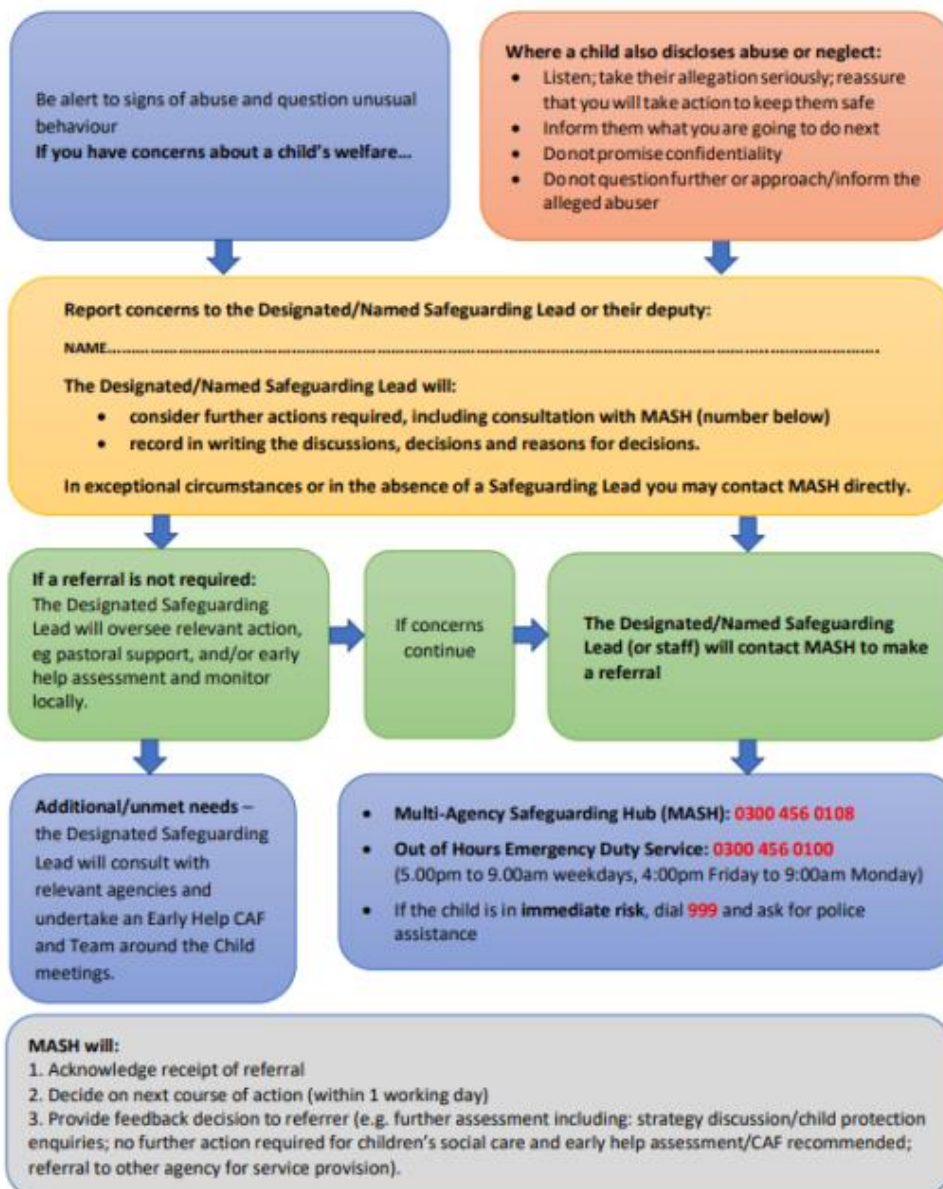 Be alert to signs of abuse and question unusual
behaviour
If you have concerns about a child's welfare...
Where a child also discloses abuse or neglect:
• Listen; take their allegation seriously; reassure
that you will take action to keep them safe
• Inform them what you are going to do next
• Do not promise confidentiality
• Do not question further or approach/inform the
alleged abuser
Report concerns to the Designated/Named Safeguarding Lead or their deputy:
NAME....................................................................................................
The Designated/Named Safeguarding Lead will:
• consider further actions required, including consultation with MASH (number below)
• record in writing the discussions, decisions and reasons for decisions.
In exceptional circumstances or in the absence of a Safeguarding Lead you may contact MASH directly.
If a referral is not required:
The Designated Safeguarding
Lead will oversee relevant action,
eg pastoral support, and/or early
help assessment and monitor
locally.
If concerns
continue
The Designated/Named Safeguarding
Lead (or staff) will contact MASH to make
a referral
Additional/unmet needs –
the Designated Safeguarding
Lead will consult with
relevant agencies and
undertake an Early Help CAF
and Team around the Child
meetings.
• Multi-Agency Safeguarding Hub (MASH): 0300 456 0108
• Out of Hours Emergency Duty Service: 0300 456 0100
(5.00pm to 9.00am weekdays, 4:00pm Friday to 9:00am Monday)
• If the child is in immediate risk, dial 999 and ask for police
assistance
MASH will:
1. Acknowledge receipt of referral
2. Decide on next course of action (within 1 working day)
3. Provide feedback decision to referrer (e.g. further assessment including: strategy discussion/child protection
enquiries; no further action required for children's social care and early help assessment/CAF recommended;
referral to other agency for service provision).